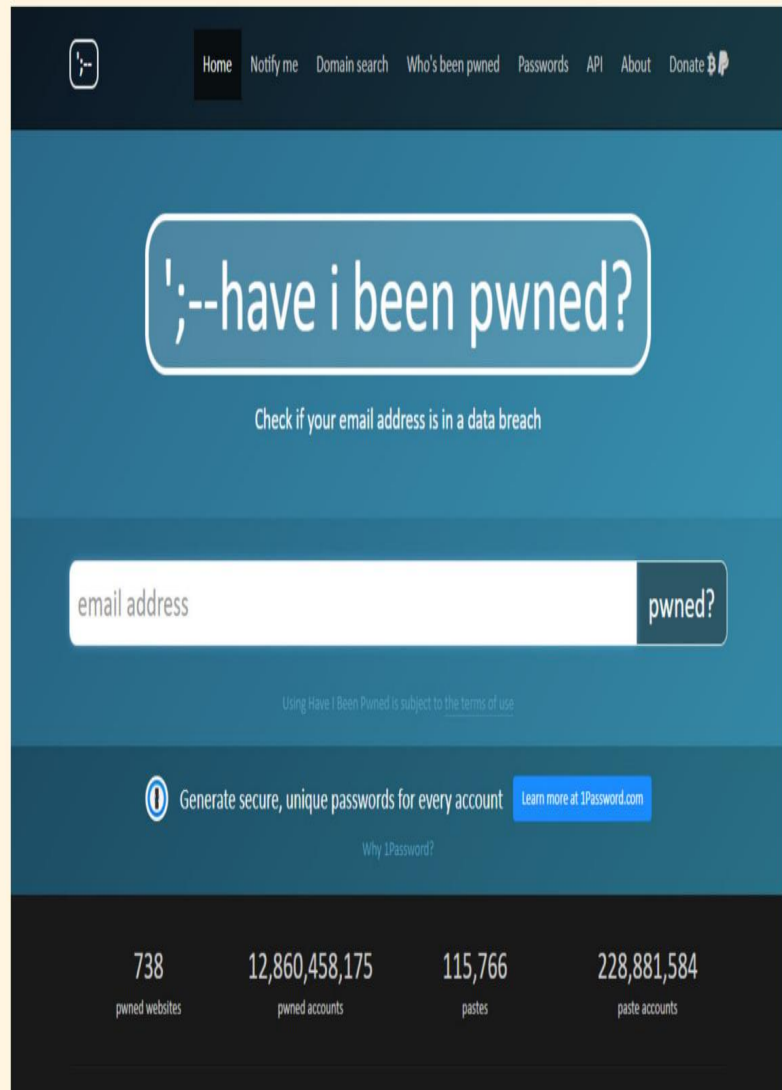 ';--
Home Notify me Domain search Who's been pwned Passwords API About Donate
';--have i been pwned?
Check if your email address is in a data breach
email address
pwned?
Using Have I Been Pwned is subject to the terms of use
Generate secure, unique passwords for every account Learn more at 1Password.com
Why 1Password?
738 12,860,458,175 115,766 228,881,584
pwned websites pwned accounts pastes paste accounts